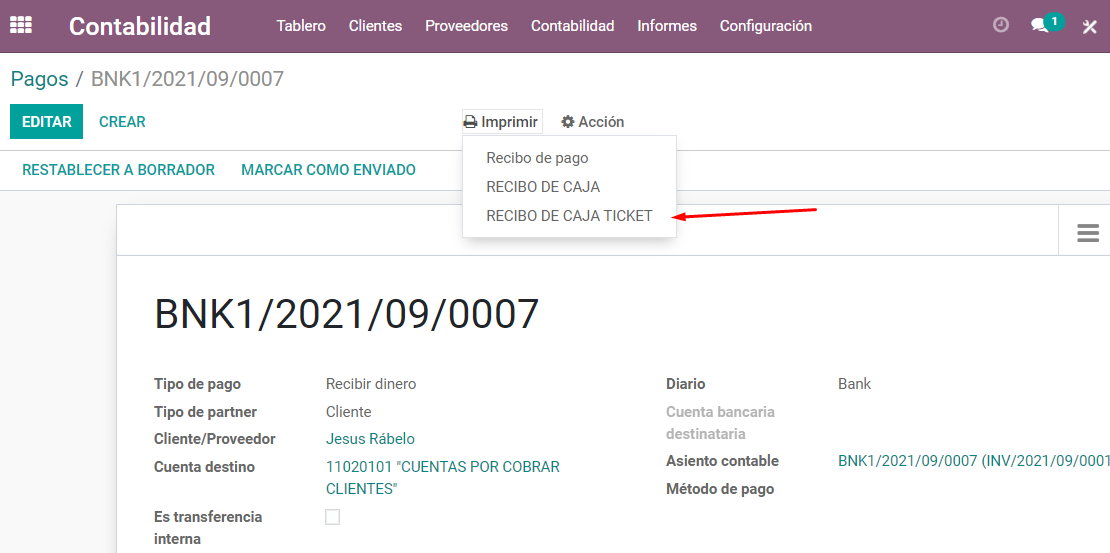 Contabilidad Tablero Clientes Proveedores Contabilidad Informes Configuración 1
Pagos / BNK1/2021/09/0007
EDITAR CREAR Imprimir Acción
Recibo de pago
RESTABLECER A BORRADOR MARCAR COMO ENVIADO
RECIBO DE CAJA
RECIBO DE CAJA TICKET
BNK1/2021/09/0007
Tipo de pago Recibir dinero
Tipo de partner Cliente
Cliente/Proveedor Jesus Rábelo
Cuenta destino 11020101 "CUENTAS POR COBRAR
CLIENTES"
Es transferencia
interna
Diario Bank
Cuenta bancaria
destinataria
Asiento contable BNK1/2021/09/0007 (INV/2021/09/0001
Método de pago